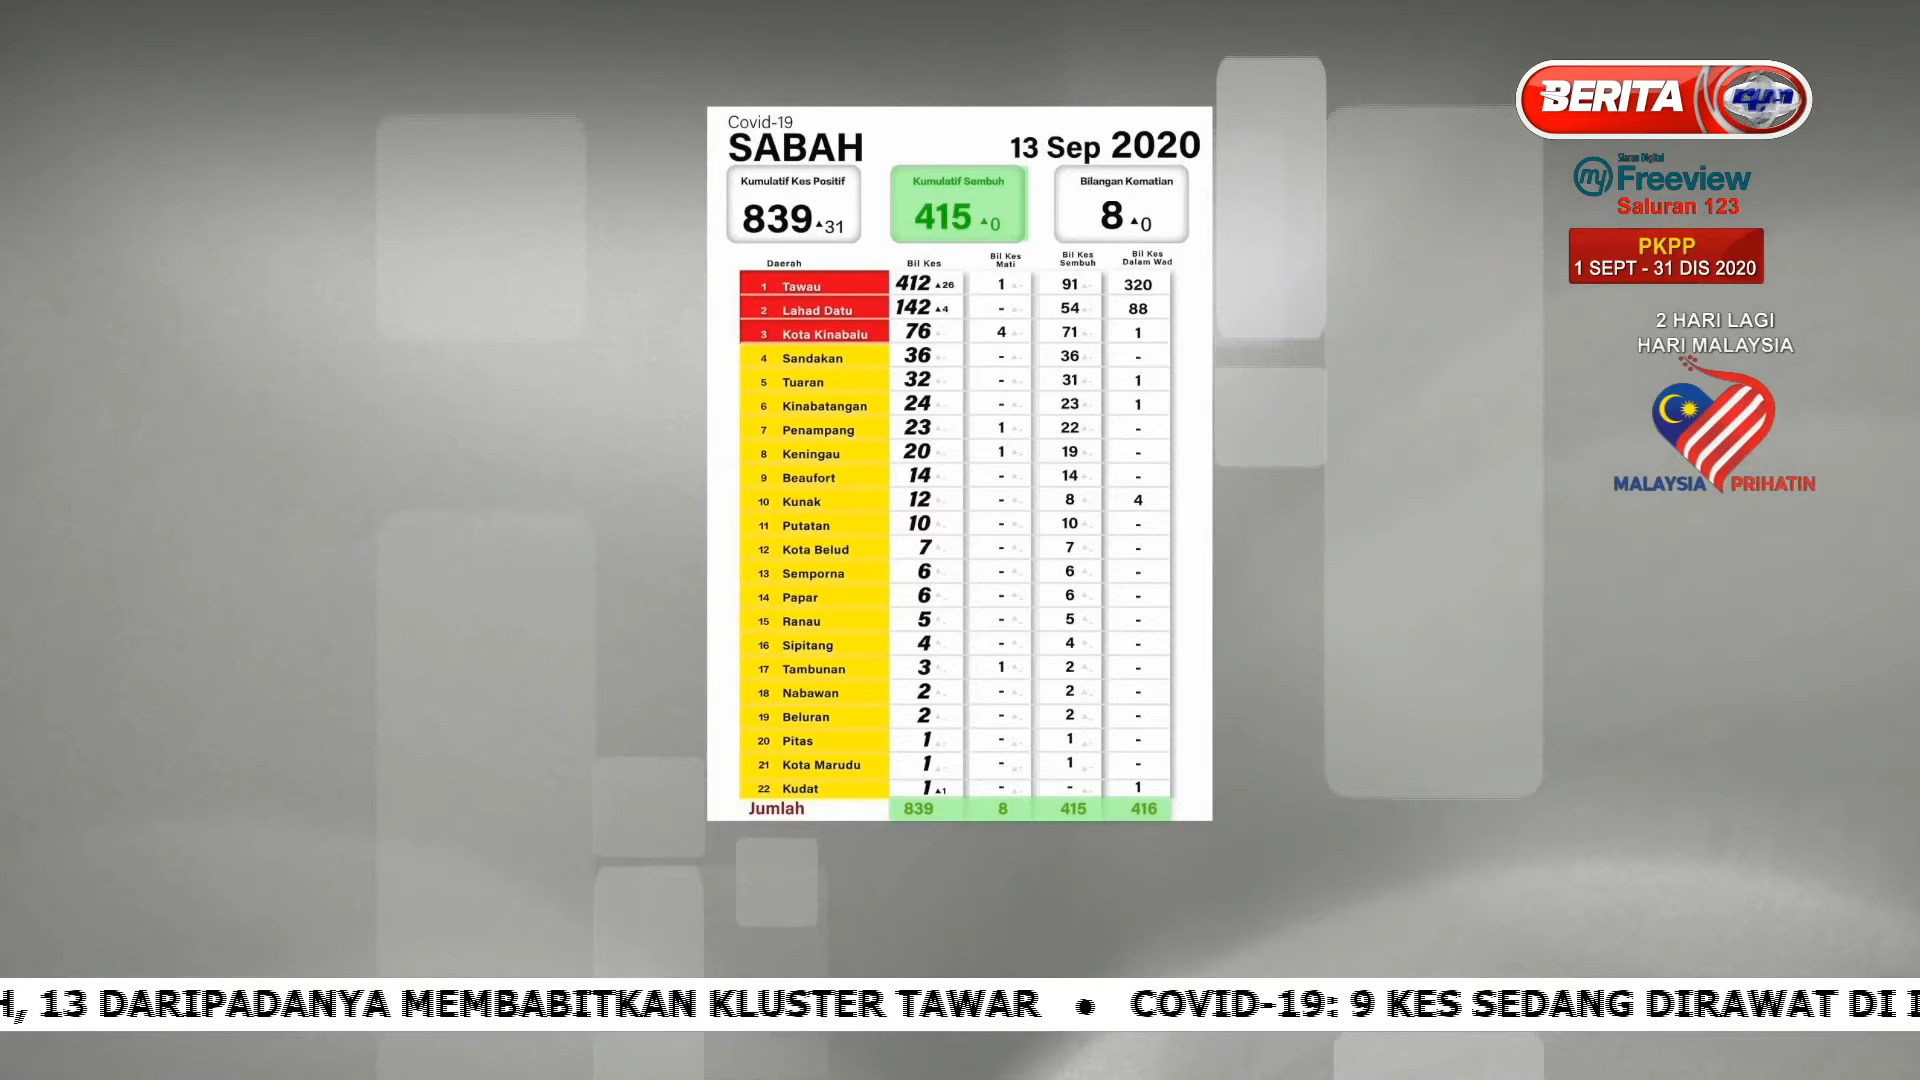 Covid-19
SABAH
13 Sep 2020
Kumulatif Kes Positif
839 ▲31
Kumulatif Sembuh
415 ▲0
Bilangan Kematian
8 ▲0
Daerah Bil Kes Bil Kes Mati Bil Kes Sembuh Bil Kes Dalam Wad
1 Tawau 412 ▲26 1 ▲- 91 ▲- 320
2 Lahad Datu 142 ▲4 - ▲- 54 ▲- 88
3 Kota Kinabalu 76 ▲- 4 ▲- 71 ▲- 1
4 Sandakan 36 ▲- - ▲- 36 ▲- -
5 Tuaran 32 ▲- - ▲- 31 ▲- 1
6 Kinabatangan 24 ▲- - ▲- 23 ▲- 1
7 Penampang 23 ▲- 1 ▲- 22 ▲- -
8 Keningau 20 ▲- 1 ▲- 19 ▲- -
9 Beaufort 14 ▲- - ▲- 14 ▲- -
10 Kunak 12 ▲- - ▲- 8 ▲- 4
11 Putatan 10 ▲- - ▲- 10 ▲- -
12 Kota Belud 7 ▲- - ▲- 7 ▲- -
13 Semporna 6 ▲- - ▲- 6 ▲- -
14 Papar 6 ▲- - ▲- 6 ▲- -
15 Ranau 5 ▲- - ▲- 5 ▲- -
16 Sipitang 4 ▲- - ▲- 4 ▲- -
17 Tambunan 3 ▲- 1 ▲- 2 ▲- -
18 Nabawan 2 ▲- - ▲- 2 ▲- -
19 Beluran 2 ▲- - ▲- 2 ▲- -
20 Pitas 1 ▲- - ▲- 1 ▲- -
21 Kota Marudu 1 ▲- - ▲- 1 ▲- -
22 Kudat 1 ▲1 - ▲- - ▲- 1
Jumlah 839 8 415 416
BERITA rtm
Siaran Digital
my Freeview
Saluran 123
PKPP
1 SEPT - 31 DIS 2020
2 HARI LAGI
HARI MALAYSIA
MALAYSIA PRIHATIN
H, 13 DARIPADANYA MEMBABITKAN KLUSTER TAWAR • COVID-19: 9 KES SEDANG DIRAWAT DI